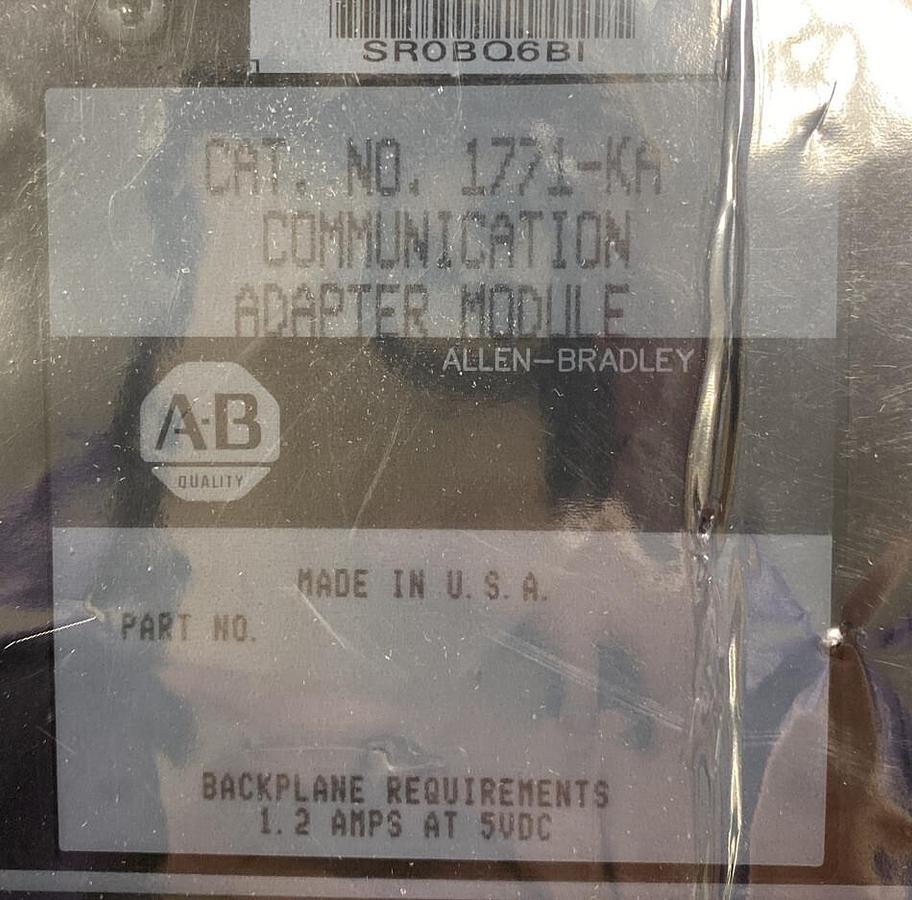 SR0BQ6BI
CAT. NO. 1771-KA
COMMUNICATION
ADAPTER MODULE
ALLEN-BRADLEY
A-B
QUALITY
MADE IN U.S.A.
PART NO.
BACKPLANE REQUIREMENTS
1.2 AMPS AT 5VDC